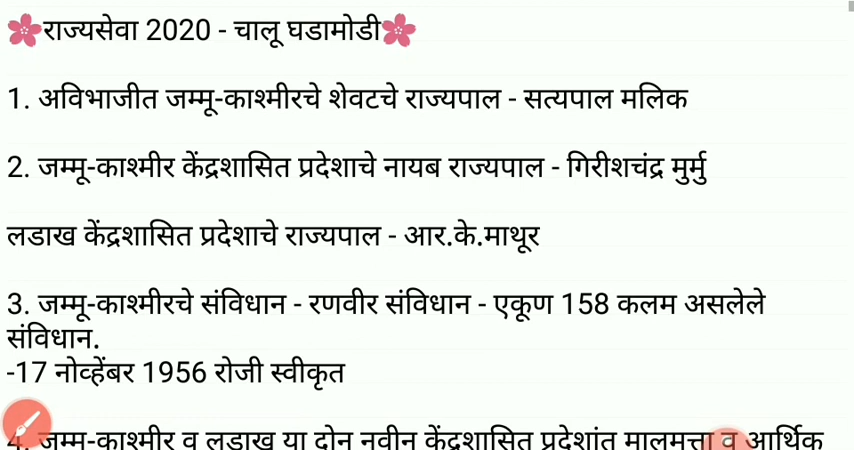 🌸राज्यसेवा 2020 - चालू घडामोडी🌸
1. अविभाजीत जम्मू-काश्मीरचे शेवटचे राज्यपाल - सत्यपाल मलिक
2. जम्मू-काश्मीर केंद्रशासित प्रदेशाचे नायब राज्यपाल - गिरीशचंद्र मुर्मु
लडाख केंद्रशासित प्रदेशाचे राज्यपाल - आर.के.माथूर
3. जम्मू-काश्मीरचे संविधान - रणवीर संविधान - एकूण 158 कलम असलेले
संविधान.
-17 नोव्हेंबर 1956 रोजी स्वीकृत
4. जम्मू-काश्मीर व लडाख या दोन नवीन केंद्रशासित प्रदेशांत मालमत्ता व आर्थिक